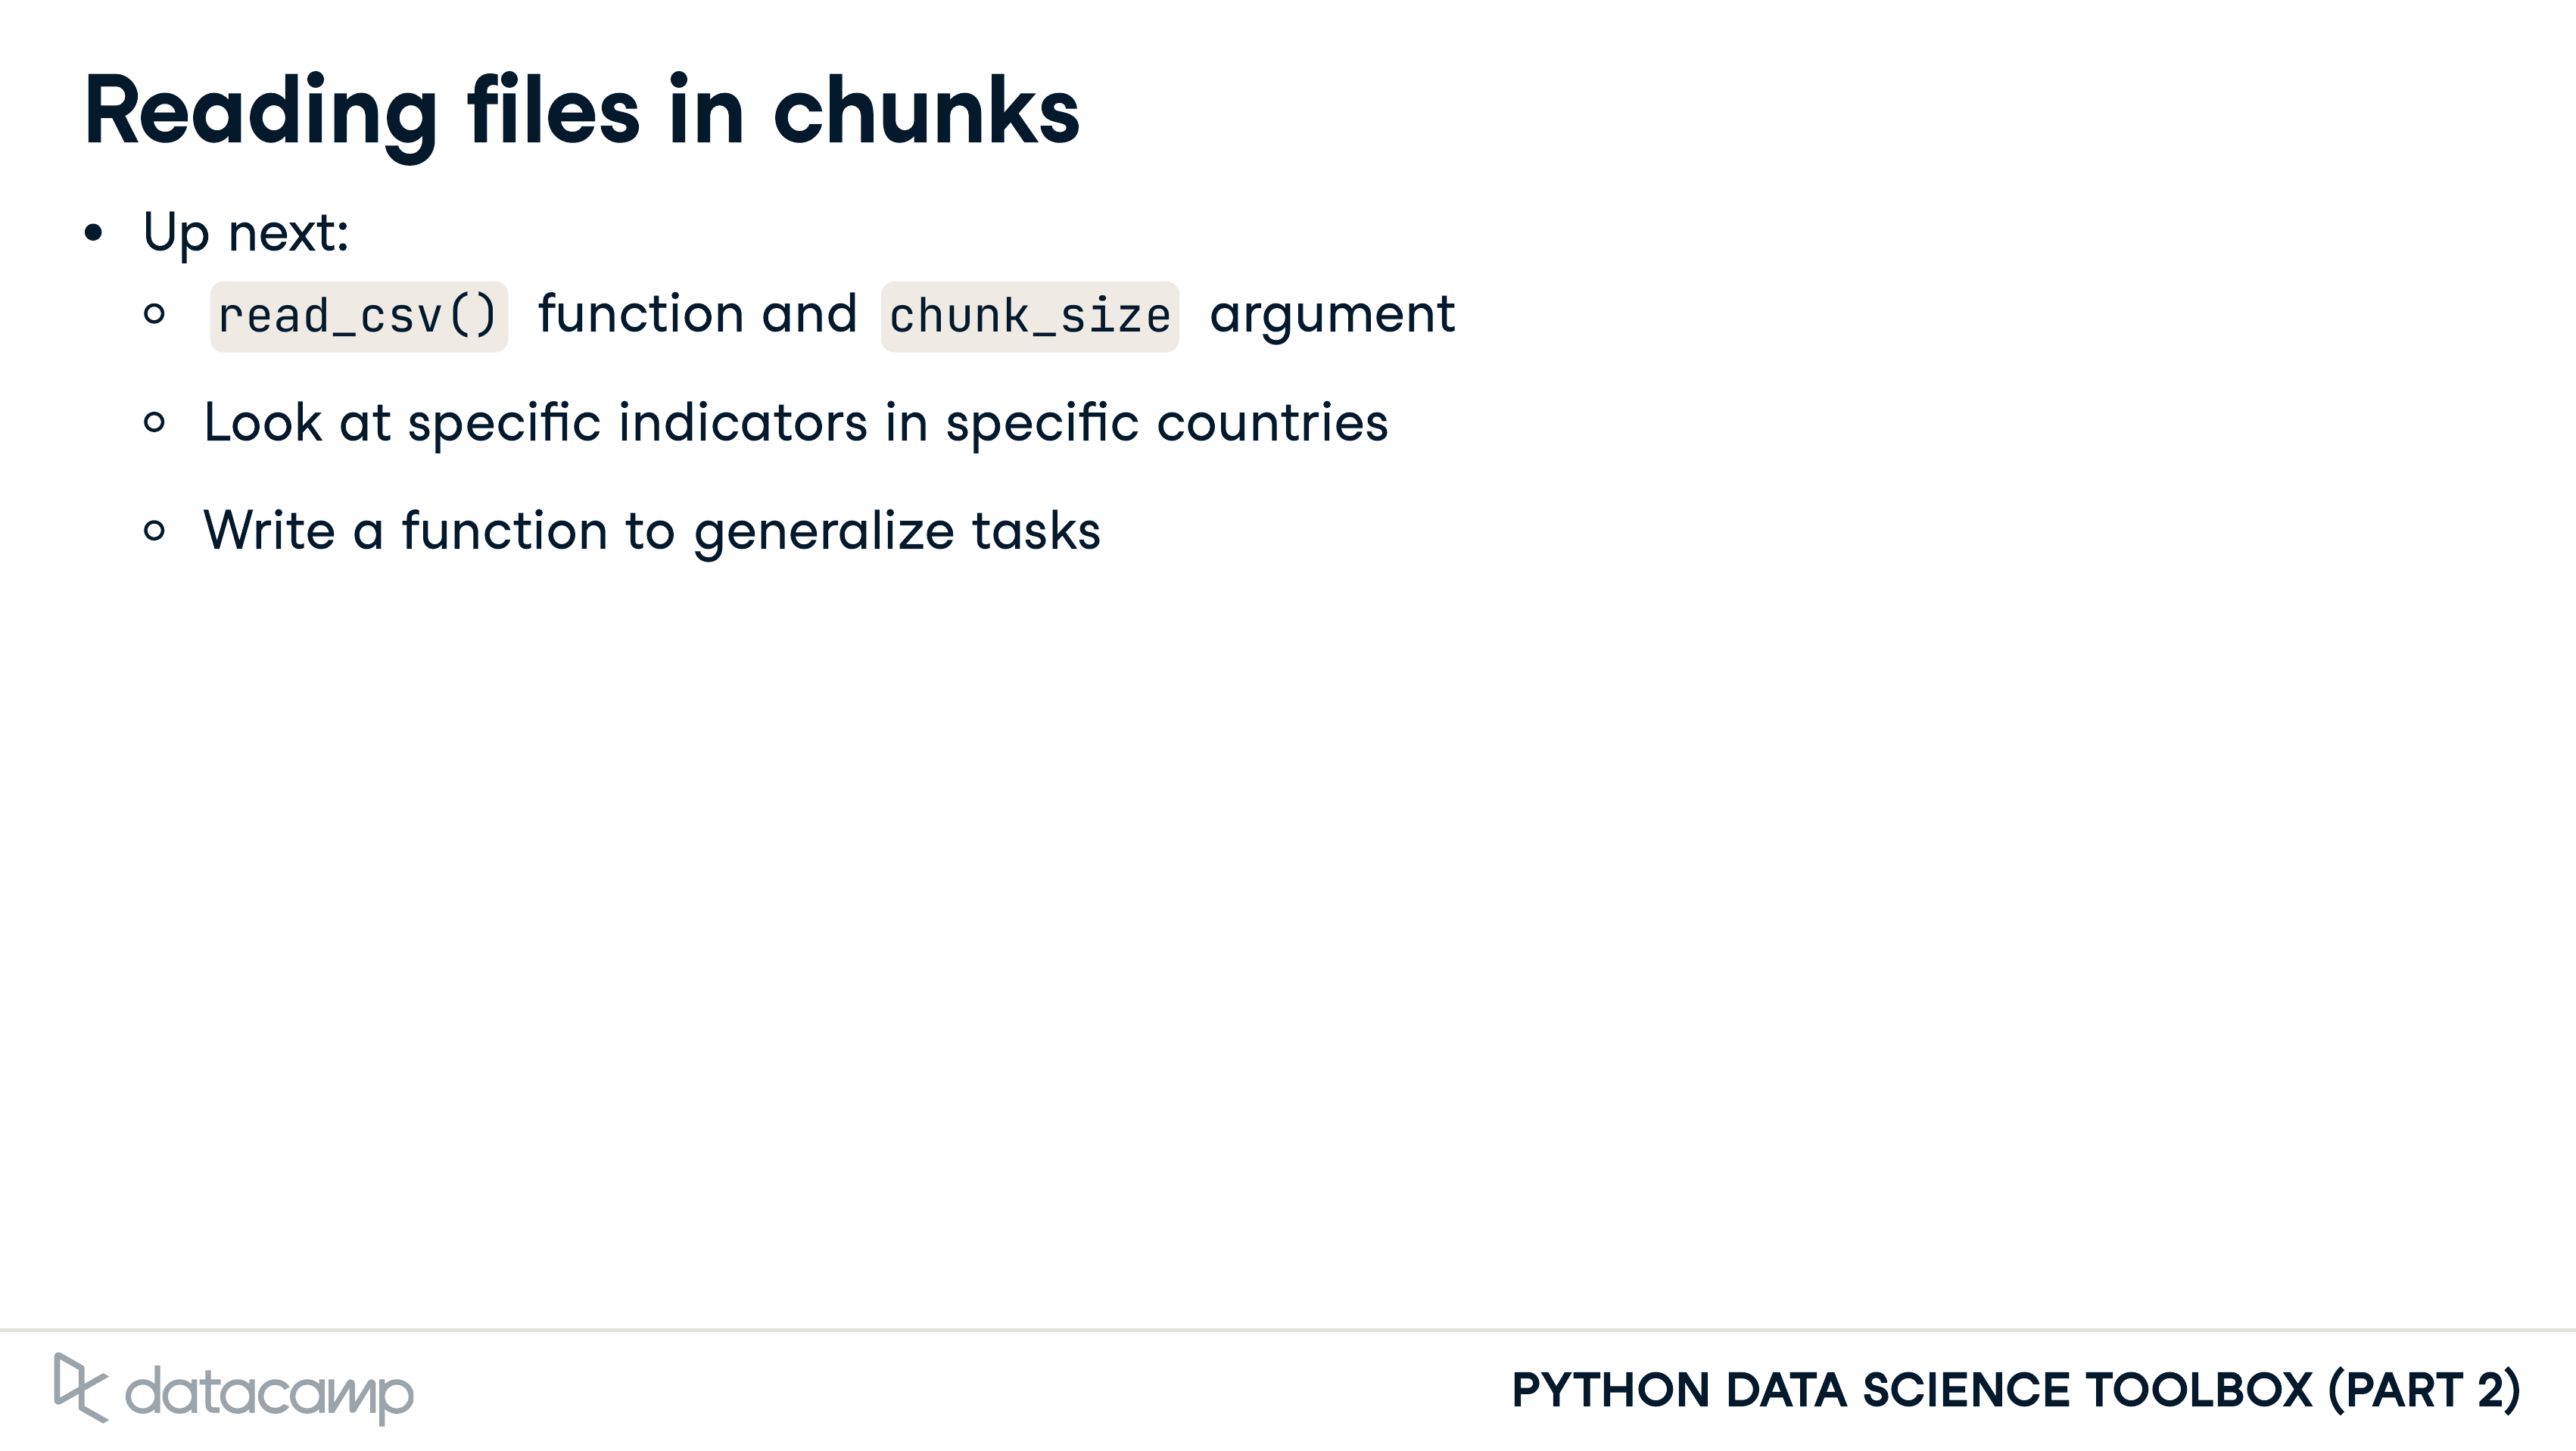 Reading files in chunks
• Up next:
○ read_csv() function and chunk_size argument
○ Look at specific indicators in specific countries
○ Write a function to generalize tasks
datacamp
PYTHON DATA SCIENCE TOOLBOX (PART 2)